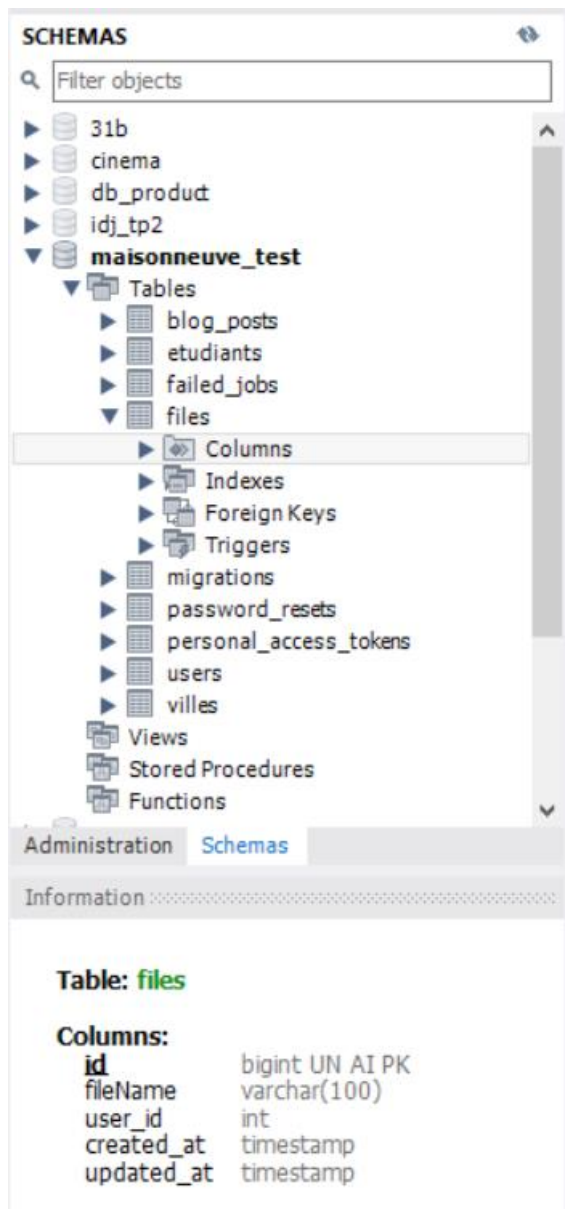 SCHEMAS
Filter objects
31b
cinema
db_product
idj_tp2
maisonneuve_test
Tables
blog_posts
etudiants
failed_jobs
files
Columns
Indexes
Foreign Keys
Triggers
migrations
password_resets
personal_access_tokens
users
villes
Views
Stored Procedures
Functions
Administration Schemas
Information
Table: files
Columns:
id bigint UN AI PK
fileName varchar(100)
user_id int
created_at timestamp
updated_at timestamp